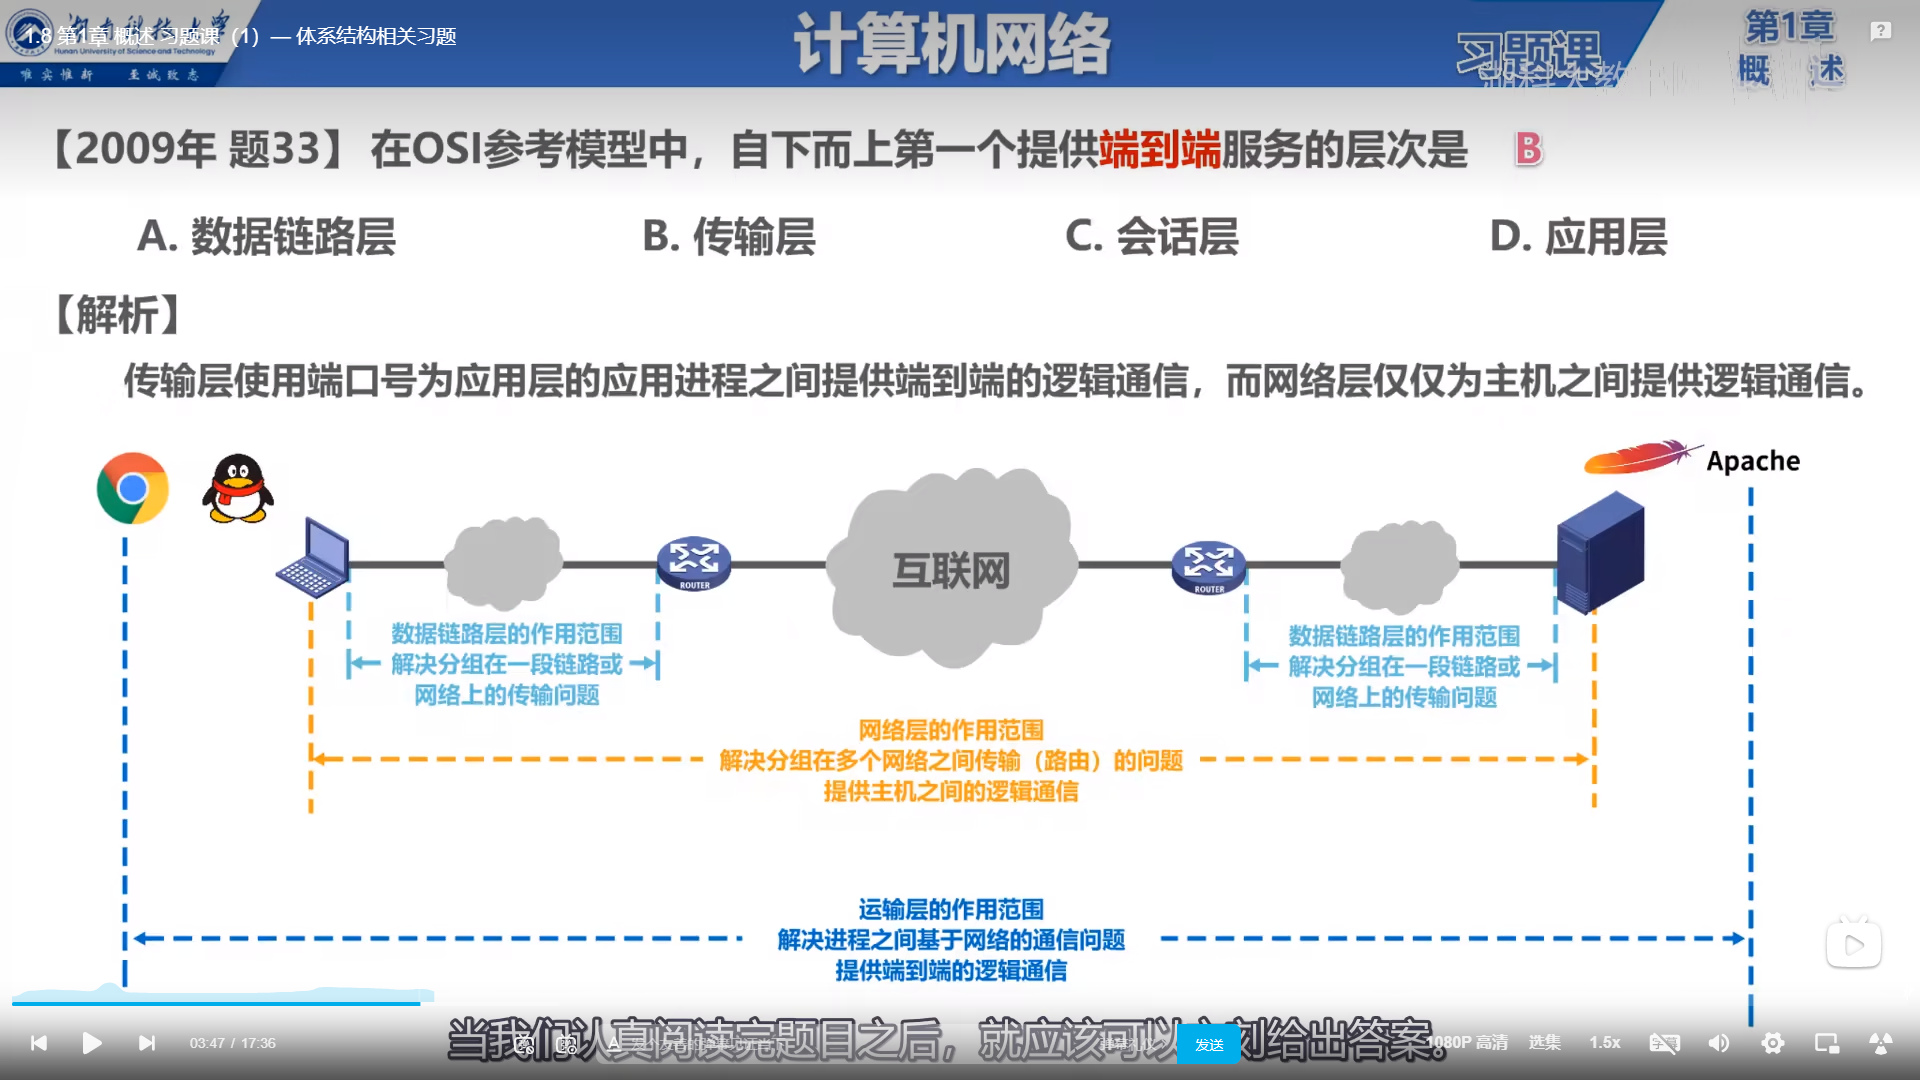 1.8 第1章 概述 习题课（1）— 体系结构相关习题
Hunan University of Science and Technology
唯实惟新 至诚致志
计算机网络
习题课
第1章
概 述
【2009年 题33】在OSI参考模型中，自下而上第一个提供端到端服务的层次是 B
A. 数据链路层 B. 传输层 C. 会话层 D. 应用层
【解析】
传输层使用端口号为应用层的应用进程之间提供端到端的逻辑通信，而网络层仅仅为主机之间提供逻辑通信。
Apache
ROUTER
互联网
ROUTER
数据链路层的作用范围
解决分组在一段链路或
网络上的传输问题
数据链路层的作用范围
解决分组在一段链路或
网络上的传输问题
网络层的作用范围
解决分组在多个网络之间传输（路由）的问题
提供主机之间的逻辑通信
运输层的作用范围
解决进程之间基于网络的通信问题
提供端到端的逻辑通信
当我们认真阅读完题目之后，就应该可以立刻给出答案。
03:47 / 17:36
发送
1080P 高清
选集
1.5x